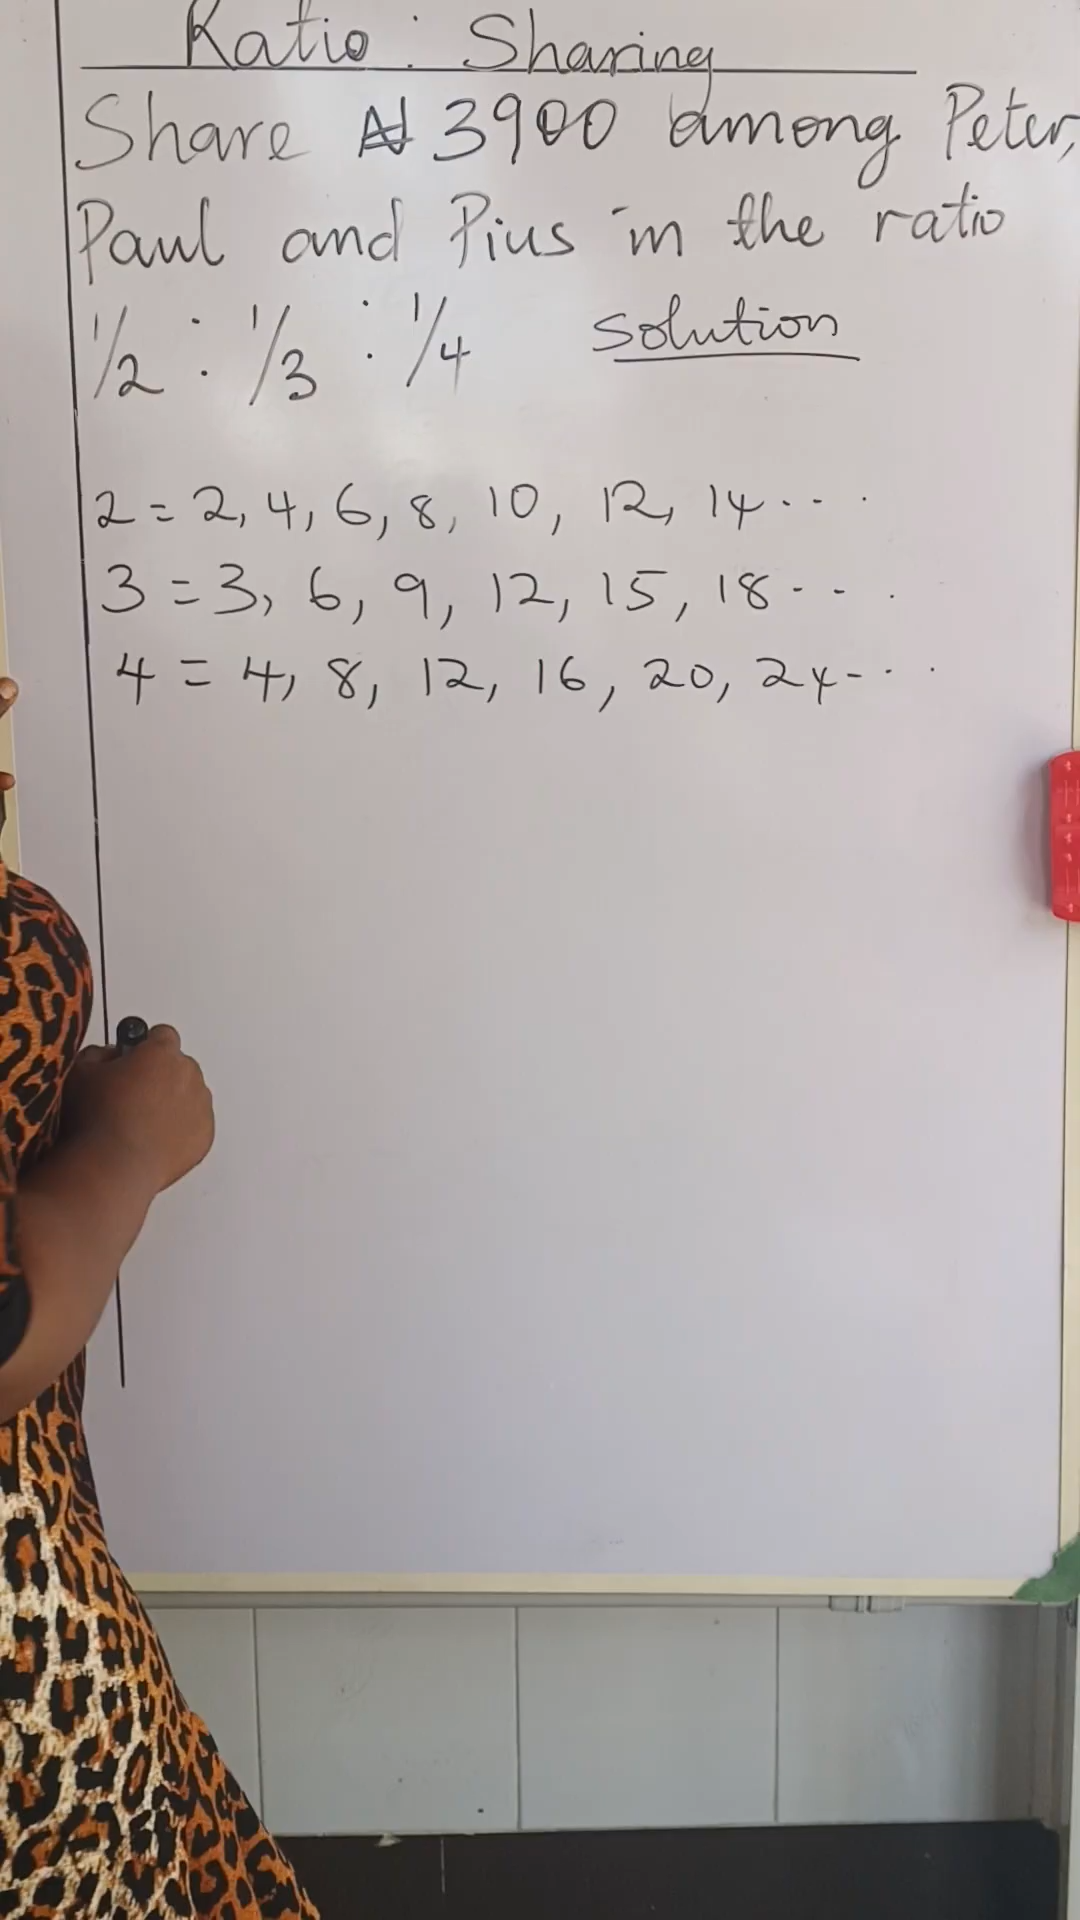 Ratio : Sharing
Share ₦ 3900 among Peter,
Paul and Pius in the ratio
1/2 : 1/3 : 1/4 Solution
2 = 2, 4, 6, 8, 10, 12, 14 - - .
3 = 3, 6, 9, 12, 15, 18 - - .
4 = 4, 8, 12, 16, 20, 24 - - . .